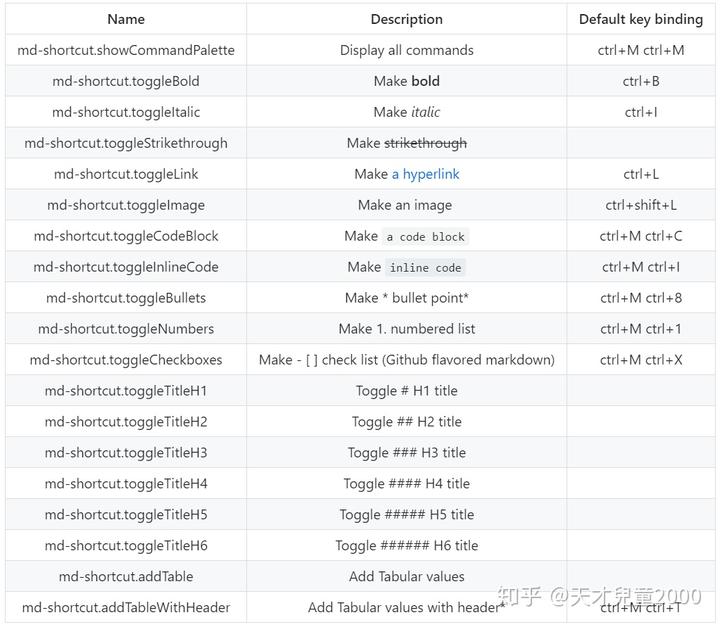 Name Description Default key binding
md-shortcut.showCommandPalette Display all commands ctrl+M ctrl+M
md-shortcut.toggleBold Make bold ctrl+B
md-shortcut.toggleItalic Make italic ctrl+I
md-shortcut.toggleStrikethrough Make strikethrough
md-shortcut.toggleLink Make a hyperlink ctrl+L
md-shortcut.toggleImage Make an image ctrl+shift+L
md-shortcut.toggleCodeBlock Make a code block ctrl+M ctrl+C
md-shortcut.toggleInlineCode Make inline code ctrl+M ctrl+I
md-shortcut.toggleBullets Make * bullet point* ctrl+M ctrl+8
md-shortcut.toggleNumbers Make 1. numbered list ctrl+M ctrl+1
md-shortcut.toggleCheckboxes Make - [ ] check list (Github flavored markdown) ctrl+M ctrl+X
md-shortcut.toggleTitleH1 Toggle # H1 title
md-shortcut.toggleTitleH2 Toggle ## H2 title
md-shortcut.toggleTitleH3 Toggle ### H3 title
md-shortcut.toggleTitleH4 Toggle #### H4 title
md-shortcut.toggleTitleH5 Toggle ##### H5 title
md-shortcut.toggleTitleH6 Toggle ###### H6 title
md-shortcut.addTable Add Tabular values
知乎 @天才兒童2000
md-shortcut.addTableWithHeader Add Tabular values with header* ctrl+M ctrl+T